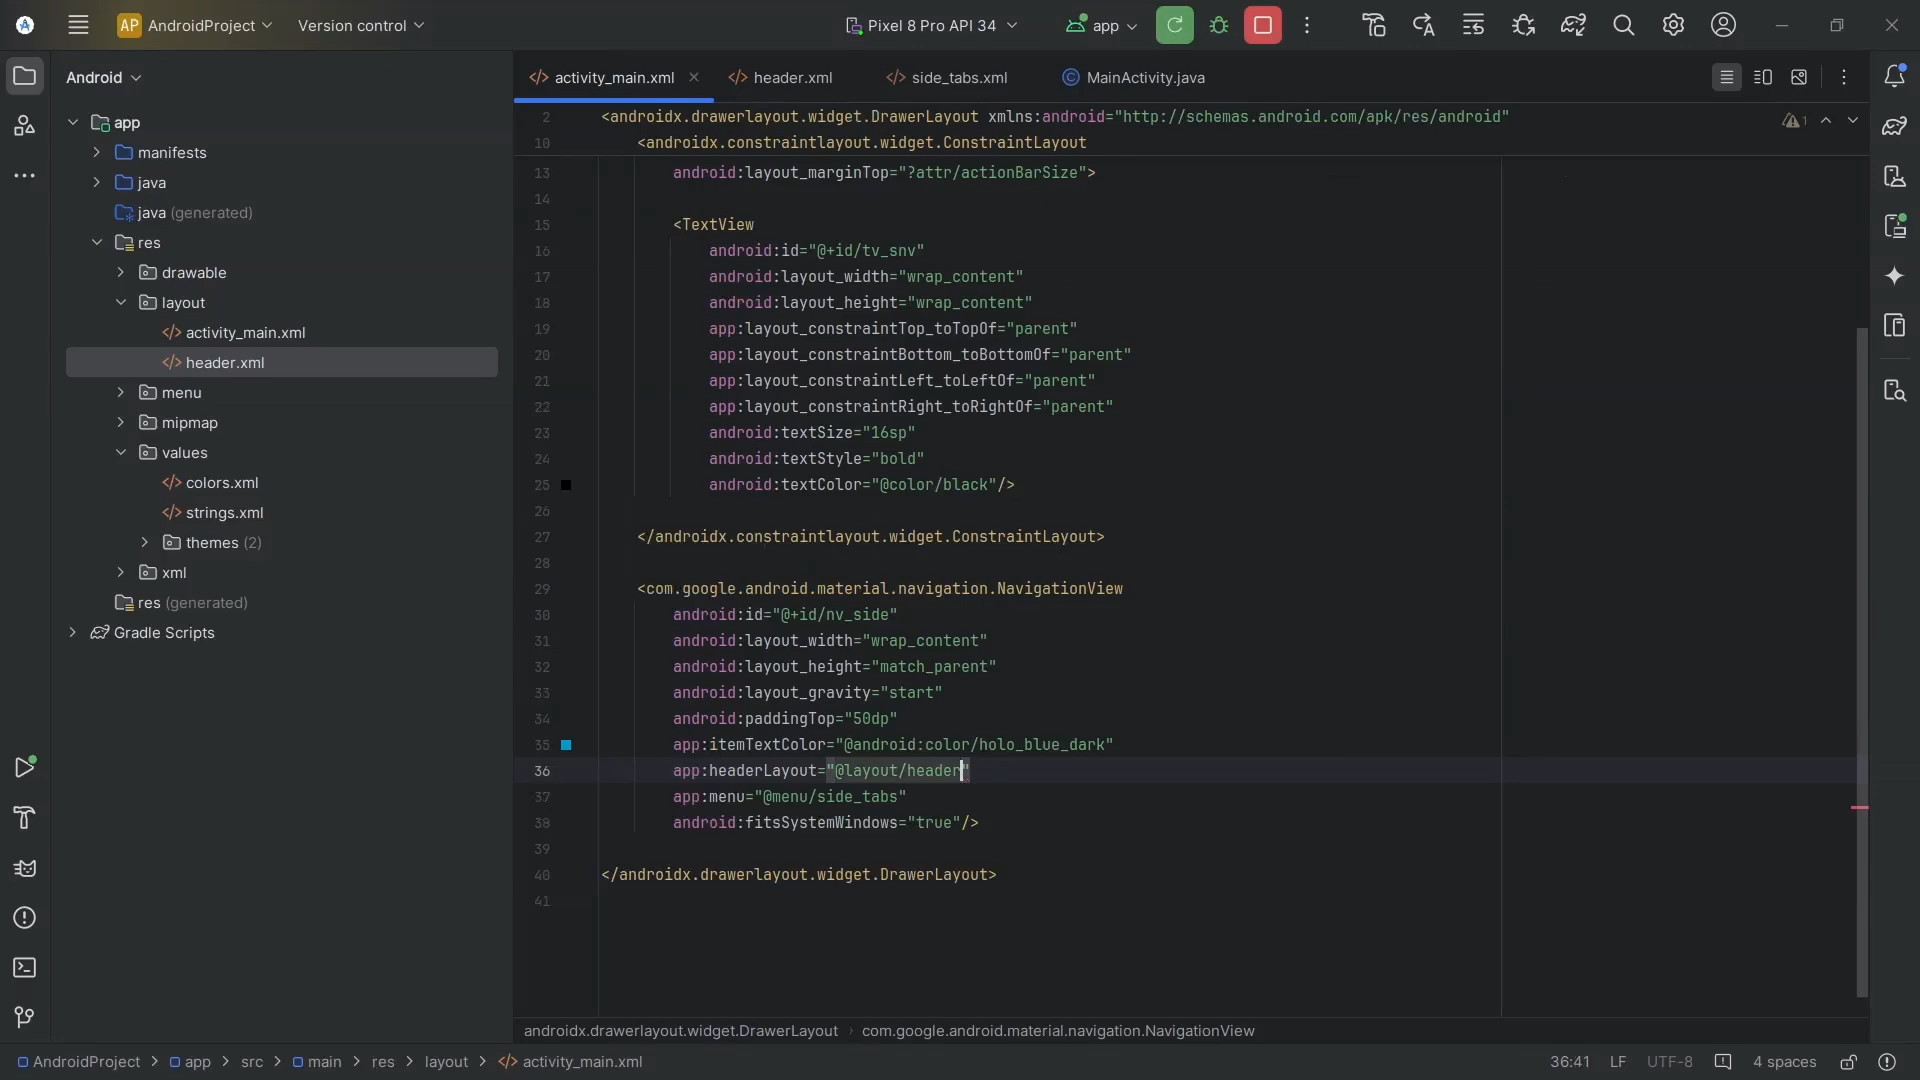 AP AndroidProject Version control Pixel 8 Pro API 34 app
Android
activity_main.xml header.xml side_tabs.xml MainActivity.java
app
manifests
java
java (generated)
res
drawable
layout
activity_main.xml
header.xml
menu
mipmap
values
colors.xml
strings.xml
themes (2)
xml
res (generated)
Gradle Scripts
1
2 <androidx.drawerlayout.widget.DrawerLayout xmlns:android="http://schemas.android.com/apk/res/android"
10 <androidx.constraintlayout.widget.ConstraintLayout
13 android:layout_marginTop="?attr/actionBarSize">
14
15 <TextView
16 android:id="@+id/tv_snv"
17 android:layout_width="wrap_content"
18 android:layout_height="wrap_content"
19 app:layout_constraintTop_toTopOf="parent"
20 app:layout_constraintBottom_toBottomOf="parent"
21 app:layout_constraintLeft_toLeftOf="parent"
22 app:layout_constraintRight_toRightOf="parent"
23 android:textSize="16sp"
24 android:textStyle="bold"
25 android:textColor="@color/black"/>
26
27 </androidx.constraintlayout.widget.ConstraintLayout>
28
29 <com.google.android.material.navigation.NavigationView
30 android:id="@+id/nv_side"
31 android:layout_width="wrap_content"
32 android:layout_height="match_parent"
33 android:layout_gravity="start"
34 android:paddingTop="50dp"
35 app:itemTextColor="@android:color/holo_blue_dark"
36 app:headerLayout="@layout/header"
37 app:menu="@menu/side_tabs"
38 android:fitsSystemWindows="true"/>
39
40 </androidx.drawerlayout.widget.DrawerLayout>
41
androidx.drawerlayout.widget.DrawerLayout › com.google.android.material.navigation.NavigationView
AndroidProject > app > src > main > res > layout > activity_main.xml 36:41 LF UTF-8 4 spaces